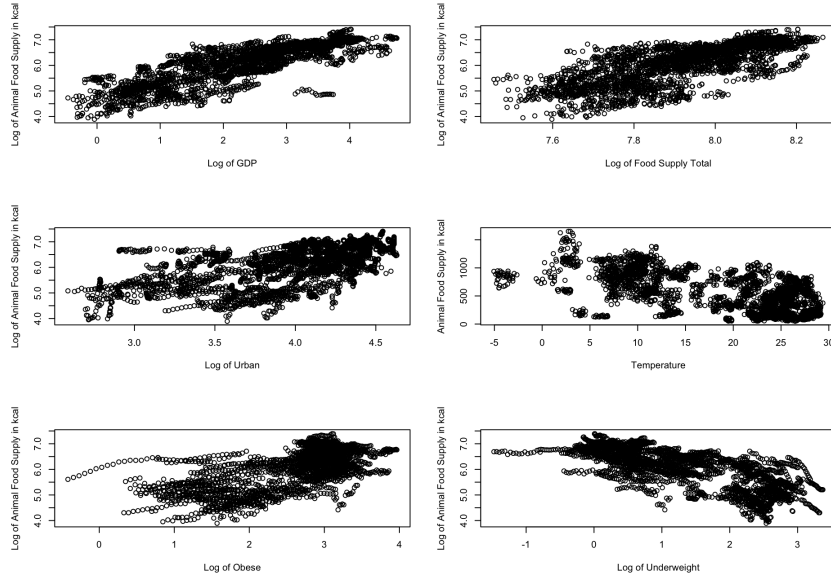 Log of Animal Food Supply in kcal
4.0 5.0 6.0 7.0
0 1 2 3 4
Log of GDP
Log of Animal Food Supply in kcal
4.0 5.0 6.0 7.0
7.6 7.8 8.0 8.2
Log of Food Supply Total
Log of Animal Food Supply in kcal
4.0 5.0 6.0 7.0
3.0 3.5 4.0 4.5
Log of Urban
Animal Food Supply in kcal
0 500 1000
-5 0 5 10 15 20 25 30
Temperature
Log of Animal Food Supply in kcal
4.0 5.0 6.0 7.0
0 1 2 3 4
Log of Obese
Log of Animal Food Supply in kcal
4.0 5.0 6.0 7.0
-1 0 1 2 3
Log of Underweight